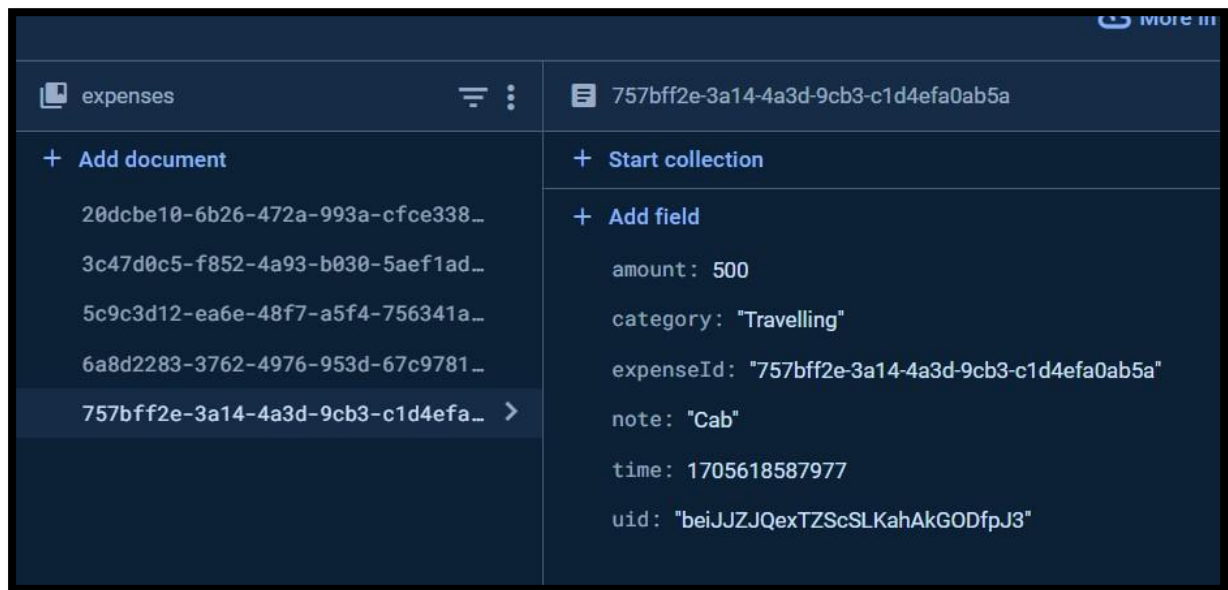 More in
expenses
757bff2e-3a14-4a3d-9cb3-c1d4efa0ab5a
+ Add document
+ Start collection
20dcbe10-6b26-472a-993a-cfce338…
+ Add field
3c47d0c5-f852-4a93-b030-5aef1ad…
amount: 500
5c9c3d12-ea6e-48f7-a5f4-756341a…
category: "Travelling"
6a8d2283-3762-4976-953d-67c9781…
expenseId: "757bff2e-3a14-4a3d-9cb3-c1d4efa0ab5a"
757bff2e-3a14-4a3d-9cb3-c1d4efa…
note: "Cab"
time: 1705618587977
uid: "beiJJZJQexTZScSLKahAkGODfpJ3"